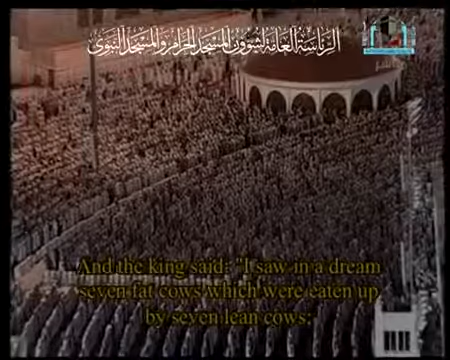 الرئاسة العامة لشؤون المسجد الحرام والمسجد النبوي
And the king said: "I saw in a dream
seven fat cows which were eaten up
by seven lean cows: